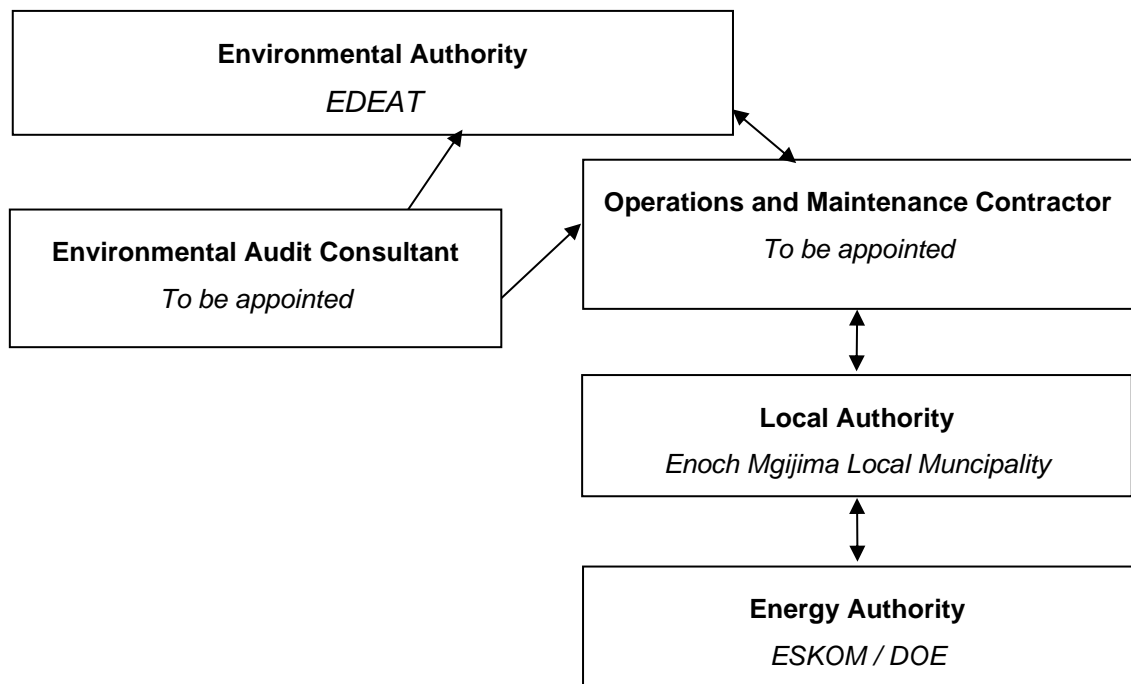 Environmental Authority
EDEAT
Operations and Maintenance Contractor
To be appointed
Environmental Audit Consultant
To be appointed
Local Authority
Enoch Mgijima Local Muncipality
Energy Authority
ESKOM / DOE